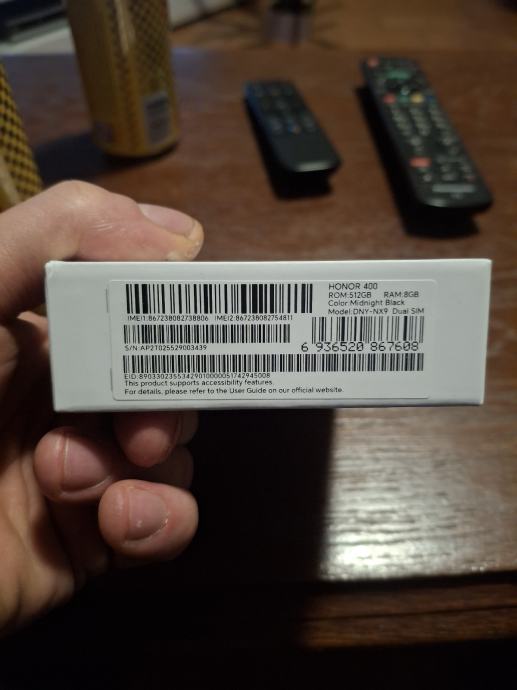 HONOR 400
ROM:512GB RAM:8GB
Color:Midnight Black
Model:DNY-NX9 Dual SIM
IMEI1:867238082738806 IMEI2:867238082754811
S/N:AP2T025529003439
6 936520 867608
EID:89033023553429010000051742945008
This product supports accessibility features.
For details, please refer to the User Guide on our official website.